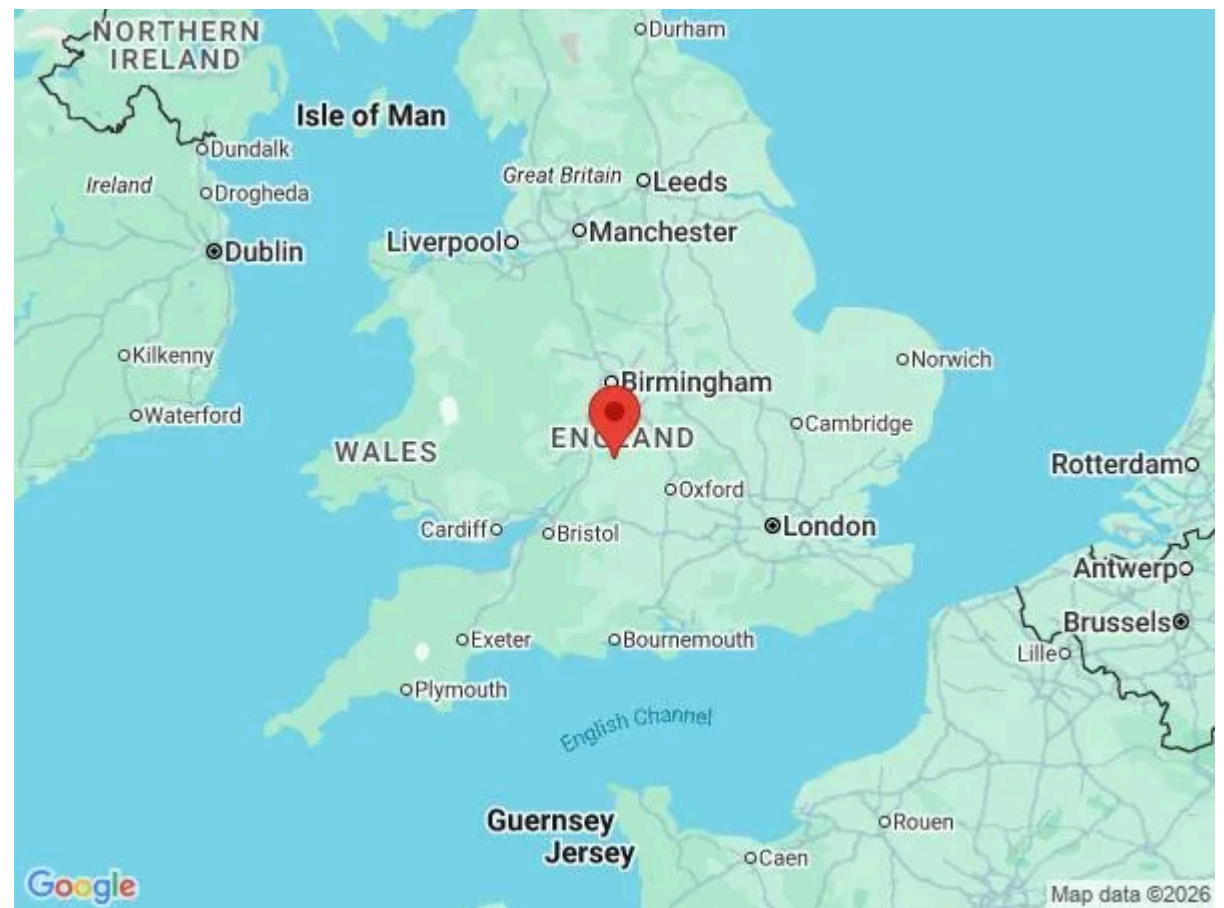 NORTHERN
IRELAND
Durham
Isle of Man
Dundalk
Great Britain
Leeds
Ireland
Drogheda
Manchester
Liverpool
Dublin
Kilkenny
Norwich
Birmingham
Waterford
Cambridge
ENGLAND
WALES
Rotterdam
Oxford
Cardiff
Bristol
London
Antwerp
Brussels
Exeter
Bournemouth
Lille
Plymouth
English Channel
Guernsey
Jersey
Rouen
Caen
Google
Map data ©2026